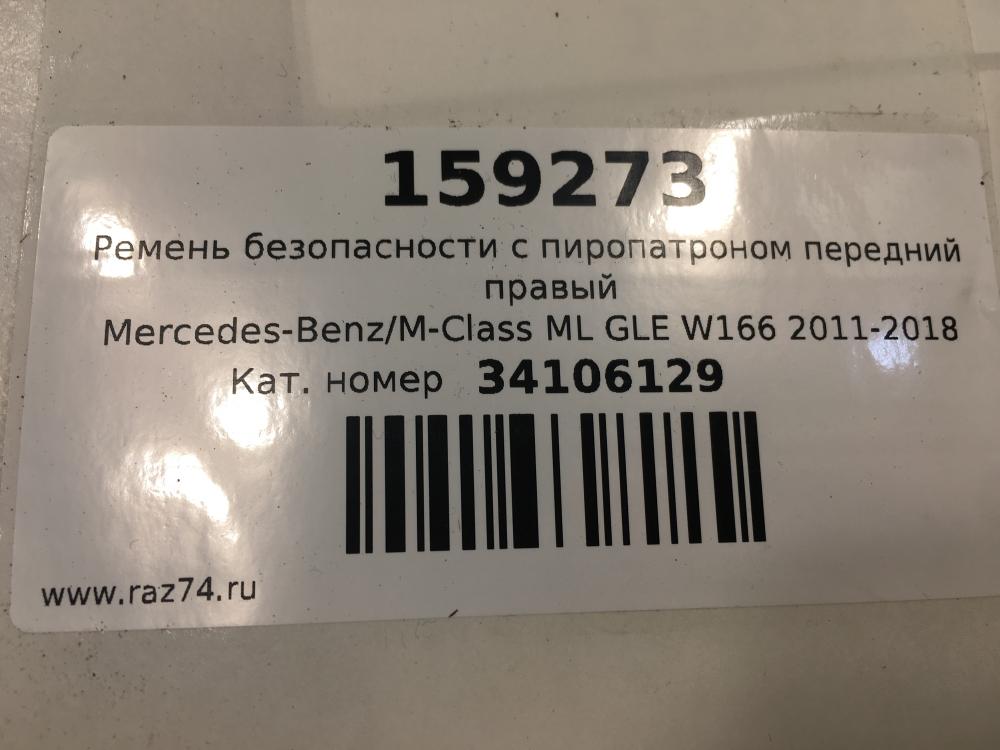 159273
Ремень безопасности с пиропатроном передний
правый
Mercedes-Benz/M-Class ML GLE W166 2011-2018
Кат. номер 34106129
www.raz74.ru